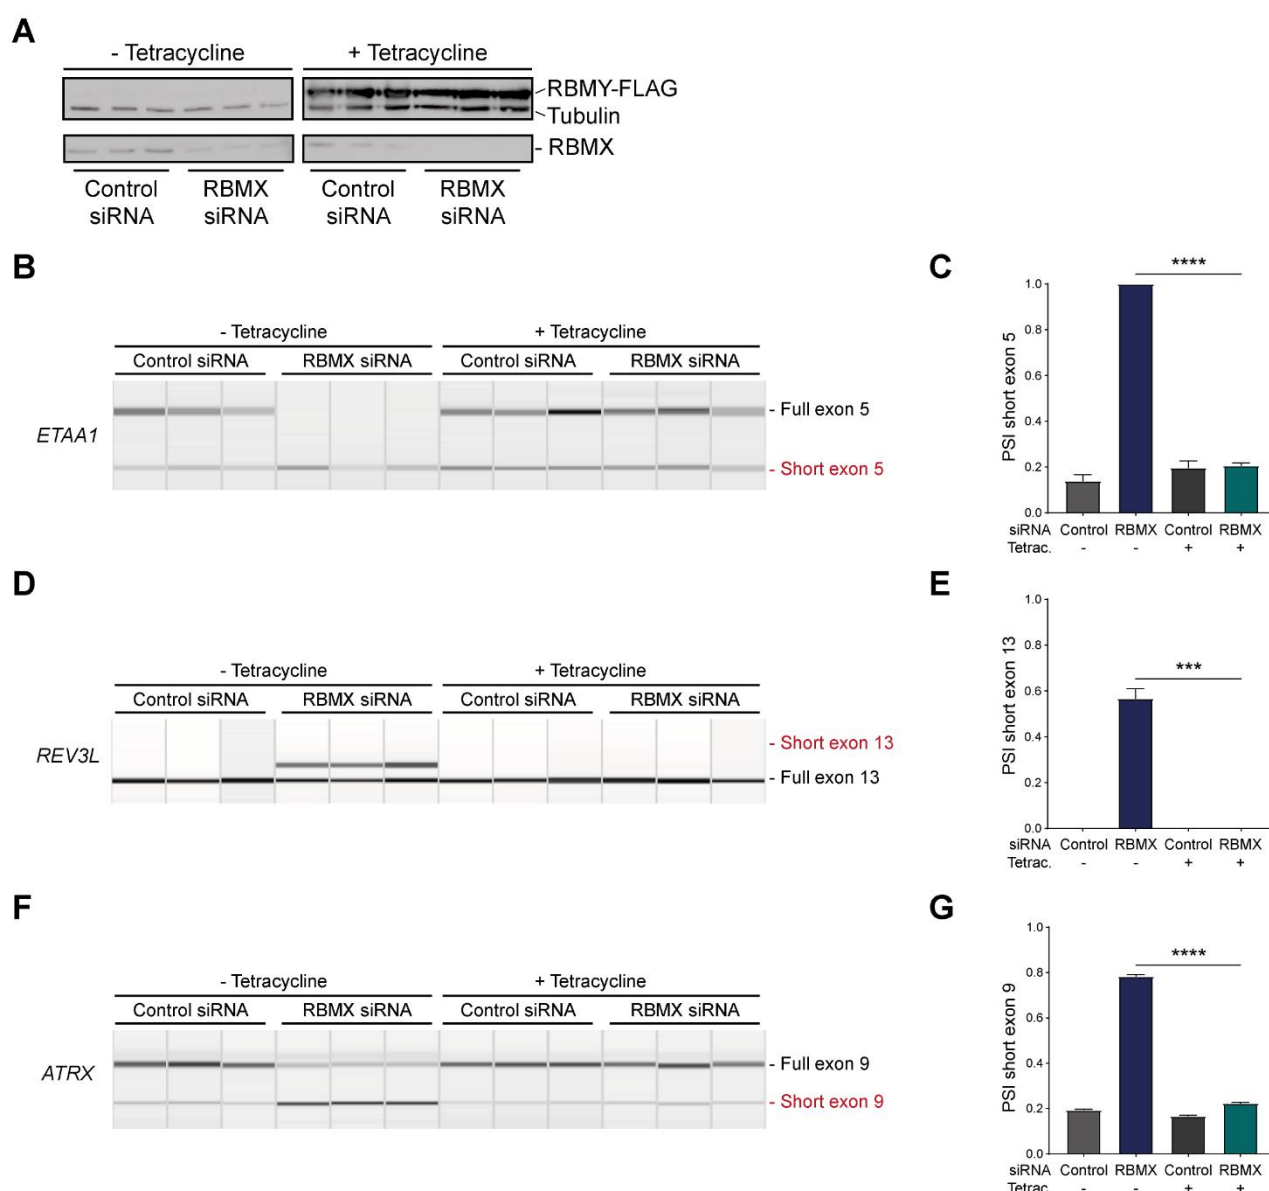 A
- Tetracycline + Tetracycline
RBMY-FLAG
Tubulin
- RBMX
Control RBMX Control RBMX
siRNA siRNA siRNA siRNA
B
- Tetracycline + Tetracycline
Control siRNA RBMX siRNA Control siRNA RBMX siRNA
ETAA1
- Full exon 5
- Short exon 5
C
****
PSI short exon 5
1.0
0.8
0.6
0.4
0.2
0.0
siRNA Control RBMX Control RBMX
Tetrac. - - + +
D
- Tetracycline + Tetracycline
Control siRNA RBMX siRNA Control siRNA RBMX siRNA
REV3L
- Short exon 13
- Full exon 13
E
***
PSI short exon 13
1.0
0.8
0.6
0.4
0.2
0.0
siRNA Control RBMX Control RBMX
Tetrac. - - + +
F
- Tetracycline + Tetracycline
Control siRNA RBMX siRNA Control siRNA RBMX siRNA
ATRX
- Full exon 9
- Short exon 9
G
****
PSI short exon 9
1.0
0.8
0.6
0.4
0.2
0.0
siRNA Control RBMX Control RBMX
Tetrac. - - + +